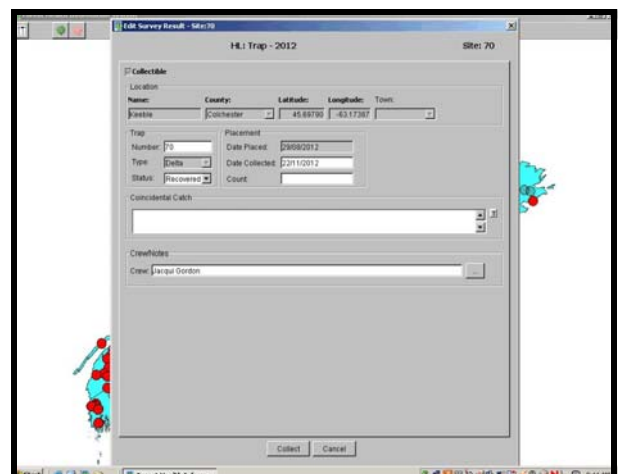 Edit Survey Result - Site:70
HL: Trap - 2012 Site: 70
Collectible
Location
Name: County: Latitude: Longitude: Town:
Keeble Colchester 45.69790 -63.17387
Trap Placement
Number: 70 Date Placed: 29/08/2012
Type: Delta Date Collected: 22/11/2012
Status: Recovered Count:
Coincidental Catch
Crew/Notes
Crew: Jacqui Gordon ...
Collect Cancel